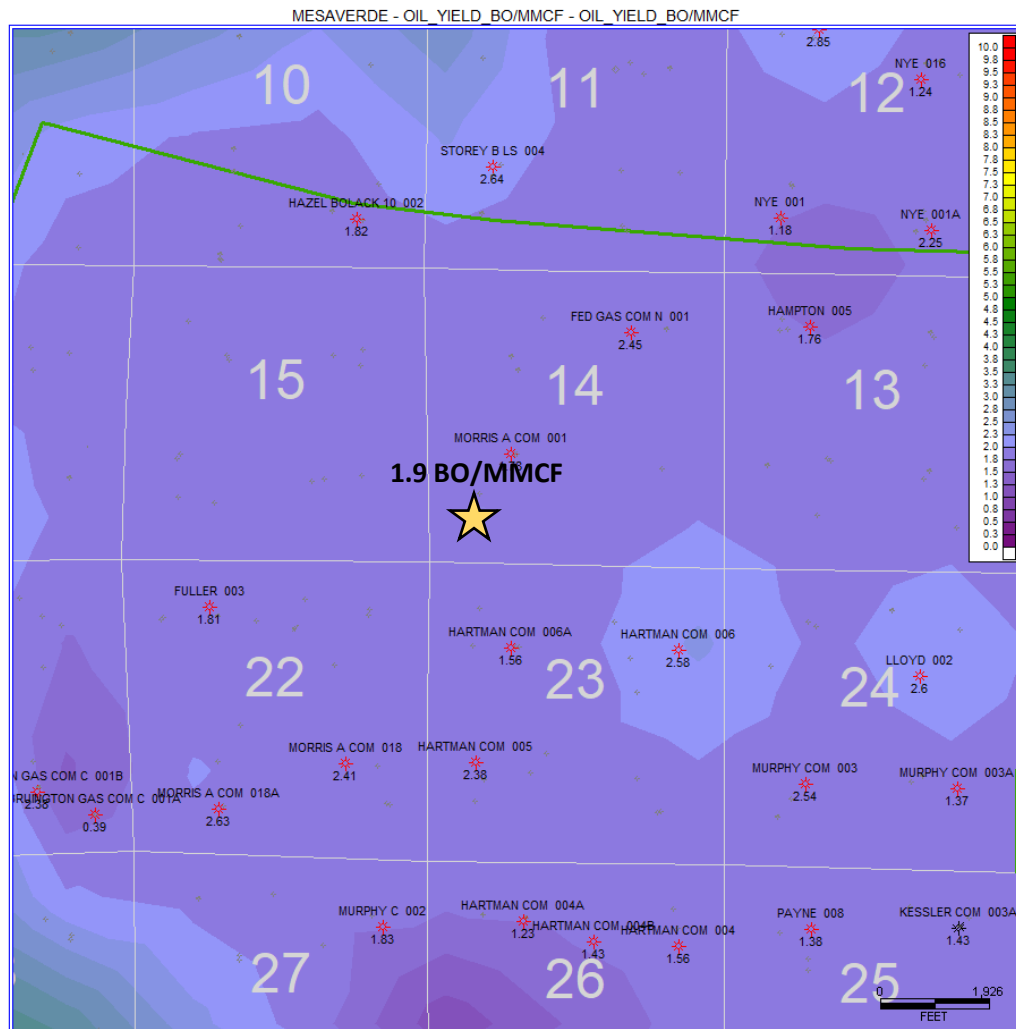 MESAVERDE - OIL_YIELD_BO/MMCF - OIL_YIELD_BO/MMCF
2.85
10
11
12
NYE 016
1.24
STOREY B LS 004
2.64
HAZEL BOLACK 10 002
1.82
NYE 001
1.18
NYE 001A
2.25
FED GAS COM N 001
2.45
HAMPTON 005
1.76
15
14
13
MORRIS A COM 001
1.9 BO/MMCF
FULLER 003
1.81
HARTMAN COM 006A
1.56
HARTMAN COM 006
2.58
LLOYD 002
2.6
22
23
24
MORRIS A COM 018
2.41
HARTMAN COM 005
2.38
MURPHY COM 003
2.54
MURPHY COM 003A
1.37
N GAS COM C 001B
2.38
GAS COM C 001A
0.39
MORRIS A COM 018A
2.63
MURPHY C 002
1.83
HARTMAN COM 004A
1.23
HARTMAN COM 004B
1.43
HARTMAN COM 004
1.56
PAYNE 008
1.38
KESSLER COM 003A
1.43
27
26
25
0 1,926
FEET
10.0
9.5
9.3
9.0
8.8
8.5
8.3
8.0
7.8
7.5
7.3
7.0
6.8
6.5
6.3
6.0
5.8
5.5
5.3
5.0
4.8
4.5
4.3
4.0
3.8
3.5
3.3
3.0
2.8
2.5
2.3
2.0
1.8
1.5
1.3
1.0
0.8
0.5
0.3
0.0